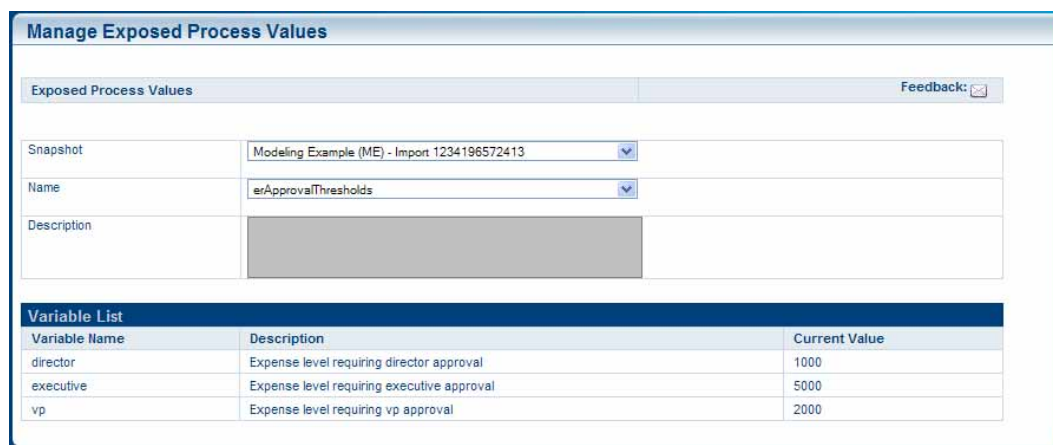 Manage Exposed Process Values
Exposed Process Values Feedback:
Snapshot Modeling Example (ME) - Import 1234196572413
Name erApprovalThresholds
Description
Variable List
Variable Name Description Current Value
director Expense level requiring director approval 1000
executive Expense level requiring executive approval 5000
vp Expense level requiring vp approval 2000